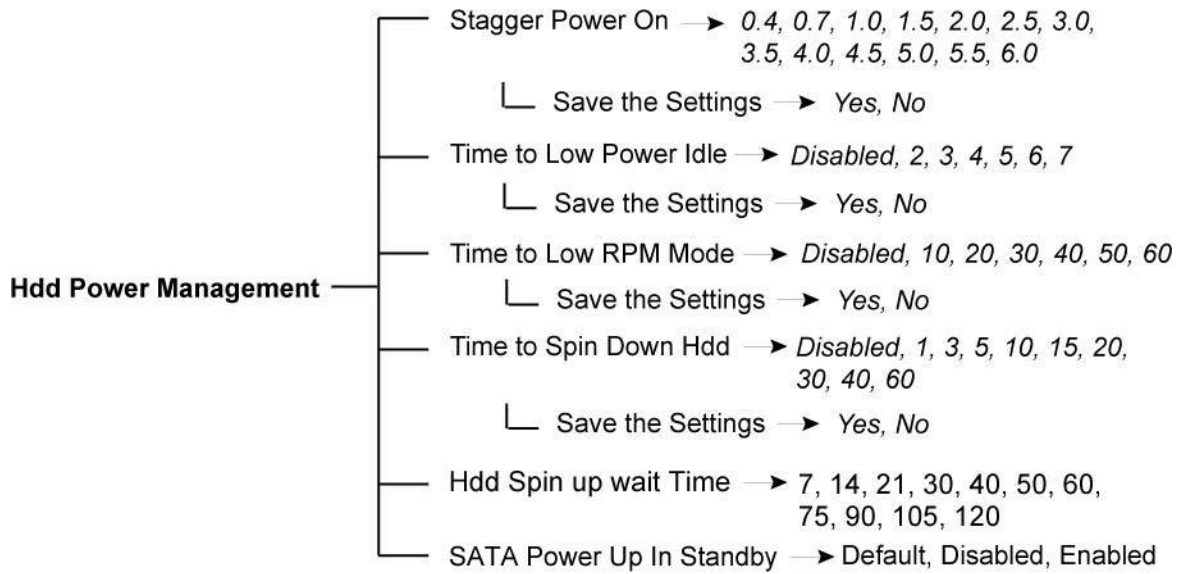 Stagger Power On 0.4, 0.7, 1.0, 1.5, 2.0, 2.5, 3.0,
3.5, 4.0, 4.5, 5.0, 5.5, 6.0
Save the Settings Yes, No
Time to Low Power Idle Disabled, 2, 3, 4, 5, 6, 7
Save the Settings Yes, No
Time to Low RPM Mode Disabled, 10, 20, 30, 40, 50, 60
Hdd Power Management
Save the Settings Yes, No
Time to Spin Down Hdd Disabled, 1, 3, 5, 10, 15, 20,
30, 40, 60
Save the Settings Yes, No
Hdd Spin up wait Time 7, 14, 21, 30, 40, 50, 60,
75, 90, 105, 120
SATA Power Up In Standby Default, Disabled, Enabled